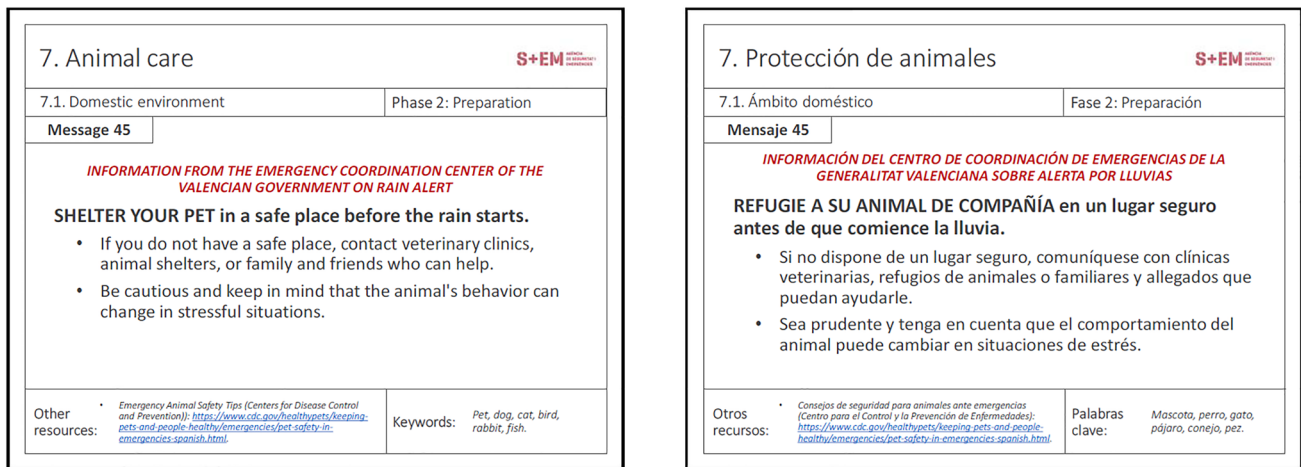 7. Animal care
S+EM AGÈNCIA DE SEGURETAT I EMERGÈNCIES
7.1. Domestic environment
Phase 2: Preparation
Message 45
INFORMATION FROM THE EMERGENCY COORDINATION CENTER OF THE
VALENCIAN GOVERNMENT ON RAIN ALERT
SHELTER YOUR PET in a safe place before the rain starts.
• If you do not have a safe place, contact veterinary clinics,
animal shelters, or family and friends who can help.
• Be cautious and keep in mind that the animal's behavior can
change in stressful situations.
Other
resources:
• Emergency Animal Safety Tips (Centers for Disease Control
and Prevention)): https://www.cdc.gov/healthypets/keeping-
pets-and-people-healthy/emergencies/pet-safety-in-
emergencies-spanish.html.
Keywords:
Pet, dog, cat, bird,
rabbit, fish.
7. Protección de animales
S+EM AGÈNCIA DE SEGURETAT I EMERGÈNCIES
7.1. Ámbito doméstico
Fase 2: Preparación
Mensaje 45
INFORMACIÓN DEL CENTRO DE COORDINACIÓN DE EMERGENCIAS DE LA
GENERALITAT VALENCIANA SOBRE ALERTA POR LLUVIAS
REFUGIE A SU ANIMAL DE COMPAÑÍA en un lugar seguro
antes de que comience la lluvia.
• Si no dispone de un lugar seguro, comuníquese con clínicas
veterinarias, refugios de animales o familiares y allegados que
puedan ayudarle.
• Sea prudente y tenga en cuenta que el comportamiento del
animal puede cambiar en situaciones de estrés.
Otros
recursos:
• Consejos de seguridad para animales ante emergencias
(Centro para el Control y la Prevención de Enfermedades):
https://www.cdc.gov/healthypets/keeping-pets-and-people-
healthy/emergencies/pet-safety-in-emergencies-spanish.html.
Palabras
clave:
Mascota, perro, gato,
pájaro, conejo, pez.